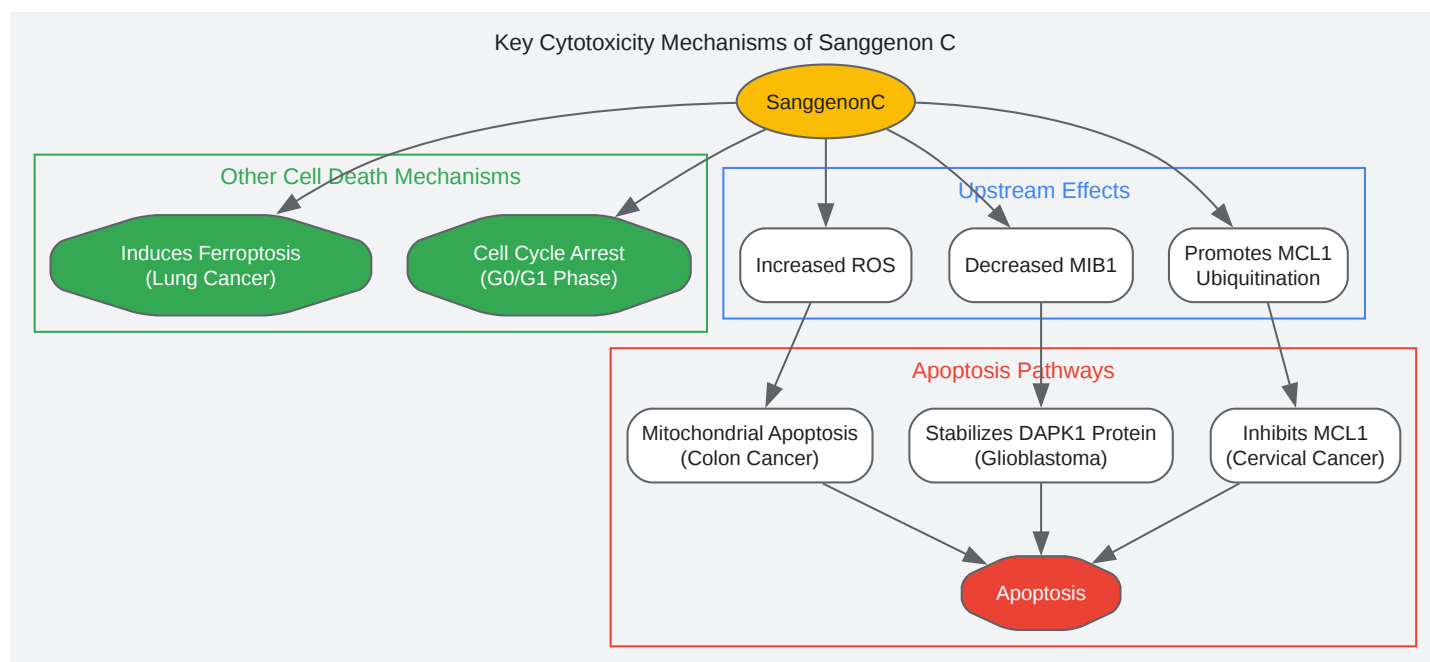 Key Cytotoxicity Mechanisms of Sanggenon C
SanggenonC
Other Cell Death Mechanisms
Induces Ferroptosis
(Lung Cancer)
Cell Cycle Arrest
(G0/G1 Phase)
Upstream Effects
Increased ROS
Decreased MIB1
Promotes MCL1
Ubiquitination
Apoptosis Pathways
Mitochondrial Apoptosis
(Colon Cancer)
Stabilizes DAPK1 Protein
(Glioblastoma)
Inhibits MCL1
(Cervical Cancer)
Apoptosis